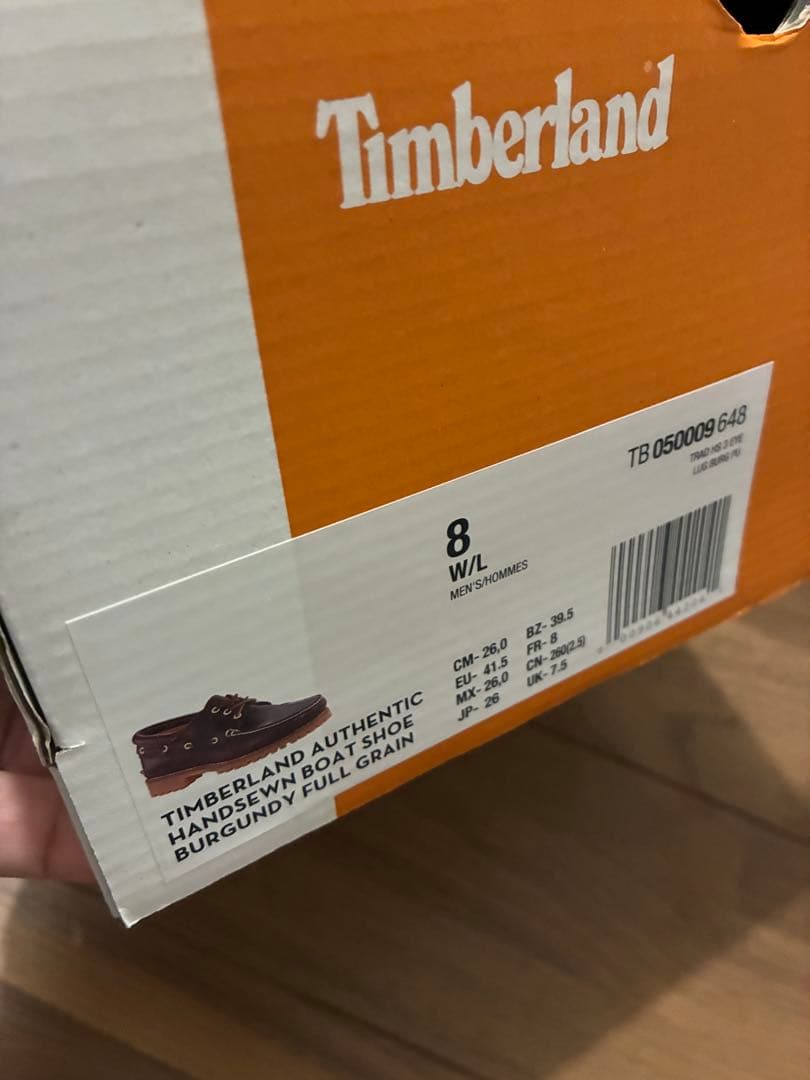 Timberland
TB 050009 648
TRAD HS 3 EYE
LUG BURG PU
8
W/L
MEN'S/HOMMES
CM- 26,0 BZ- 39.5
EU- 41.5 FR- 8
MX- 26,0 CN- 260(2.5)
JP- 26 UK- 7.5
TIMBERLAND AUTHENTIC
HANDSEWN BOAT SHOE
BURGUNDY FULL GRAIN